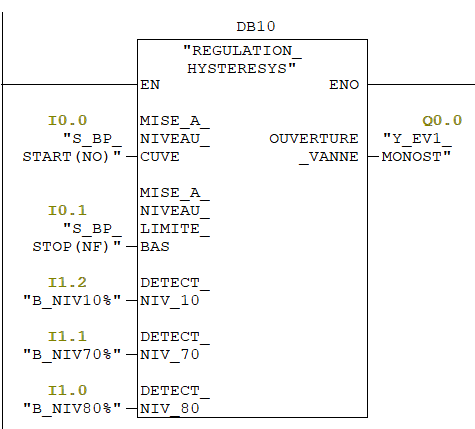 DB10
"REGULATION_
HYSTERESYS"
EN ENO
I0.0 MISE_A_ Q0.0
"S_BP_ NIVEAU_ OUVERTURE "Y_EV1_
START(NO)" CUVE _VANNE MONOST"
MISE_A_
I0.1 NIVEAU_
"S_BP_ LIMITE_
STOP(NF)" BAS
I1.2 DETECT_
"B_NIV10%" NIV_10
I1.1 DETECT_
"B_NIV70%" NIV_70
I1.0 DETECT_
"B_NIV80%" NIV_80